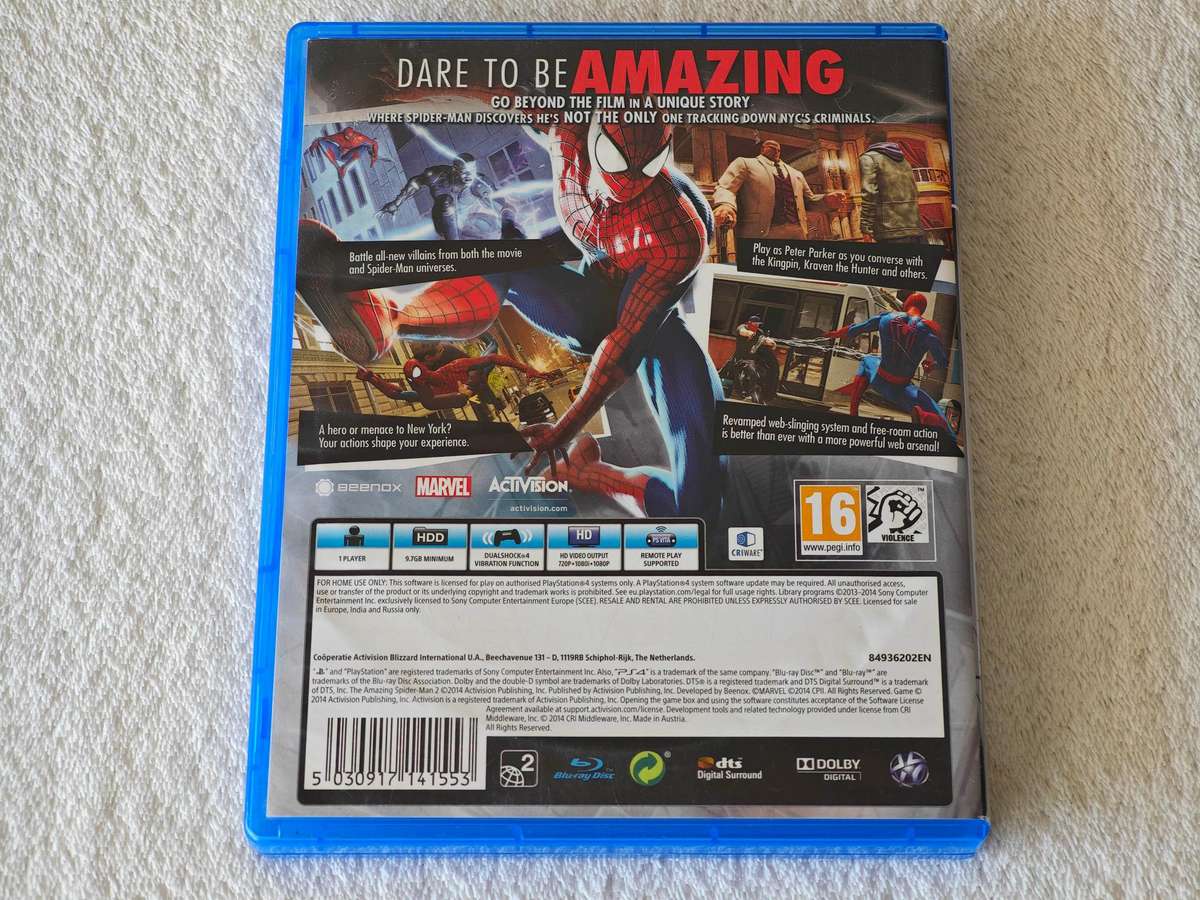 DARE TO BE AMAZING
GO BEYOND THE FILM IN A UNIQUE STORY
WHERE SPIDER-MAN DISCOVERS HE'S NOT THE ONLY ONE TRACKING DOWN NYC'S CRIMINALS.
Battle all-new villains from both the movie
and Spider-Man universes.
Play as Peter Parker as you converse with
the Kingpin, Kraven the Hunter and others.
A hero or menace to New York?
Your actions shape your experience.
Revamped web-slinging system and free-roam action
is better than ever with a more powerful web arsenal!
BEENOX MARVEL ACTIVISION
activision.com
16
www.pegi.info
VIOLENCE
1 PLAYER
HDD
9.7GB MINIMUM
DUALSHOCK®4
VIBRATION FUNCTION
HD
HD VIDEO OUTPUT
720P•1080i•1080P
PS VITA
REMOTE PLAY
SUPPORTED
CRIWARE™
FOR HOME USE ONLY: This software is licensed for play on authorised PlayStation®4 systems only. A PlayStation®4 system software update may be required. All unauthorised access,
use or transfer of the product or its underlying copyright and trademark works is prohibited. See eu.playstation.com/legal for full usage rights. Library programs ©2013–2014 Sony Computer
Entertainment Inc. exclusively licensed to Sony Computer Entertainment Europe (SCEE). RESALE AND RENTAL ARE PROHIBITED UNLESS EXPRESSLY AUTHORISED BY SCEE. Licensed for sale
in Europe, India and Russia only.
Coöperatie Activision Blizzard International U.A., Beechavenue 131 – D, 1119RB Schiphol-Rijk, The Netherlands.
84936202EN
" " and "PlayStation" are registered trademarks of Sony Computer Entertainment Inc. Also, "PS4" is a trademark of the same company. "Blu-ray Disc™" and "Blu-ray™" are
trademarks of the Blu-ray Disc Association. Dolby and the double-D symbol are trademarks of Dolby Laboratories. DTS® is a registered trademark and DTS Digital Surround™ is a trademark
of DTS, Inc. The Amazing Spider-Man 2 ©2014 Activision Publishing, Inc. Published by Activision Publishing, Inc. Developed by Beenox. ©MARVEL ©2014 CPII. All Rights Reserved. Game ©
2014 Activision Publishing, Inc. Activision is a registered trademark of Activision Publishing, Inc. Opening the game box and using the software constitutes acceptance of the Software License
Agreement available at support.activision.com/license. Development tools and related technology provided under license from CRI
Middleware, Inc. © 2014 CRI Middleware, Inc. Made in Austria.
All Rights Reserved.
5 030917 141553
2
Blu-ray Disc™
dts
Digital Surround
DOLBY
DIGITAL